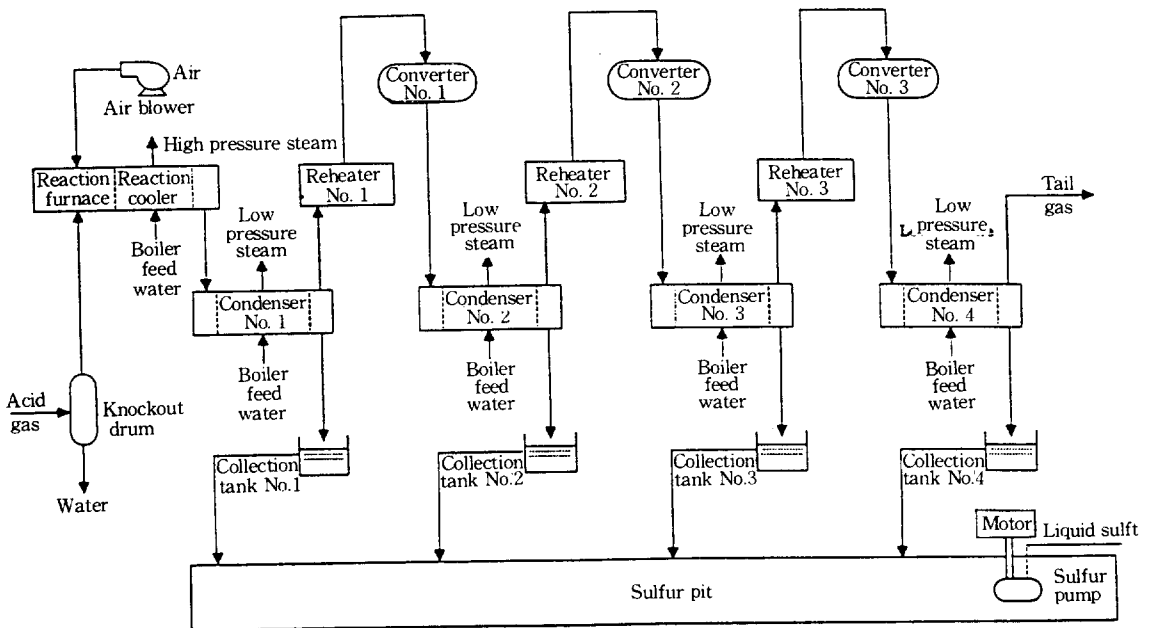 Air
Air blower
High pressure steam
Reaction
furnace
Reaction
cooler
Boiler
feed
water
Acid
gas
Knockout
drum
Water
Low
pressure
steam
Condenser
No. 1
Boiler
feed
water
Collection
tank No.1
Reheater
No. 1
Converter
No. 1
Low
pressure
steam
Condenser
No. 2
Boiler
feed
water
Collection
tank No.2
Reheater
No. 2
Converter
No. 2
Low
pressure
steam
Condenser
No. 3
Boiler
feed
water
Collection
tank No.3
Reheater
No. 3
Converter
No. 3
Low
pressure
steam
Condenser
No. 4
Boiler
feed
water
Collection
tank No.4
Tail
gas
Motor
Liquid sulft
Sulfur
pump
Sulfur pit